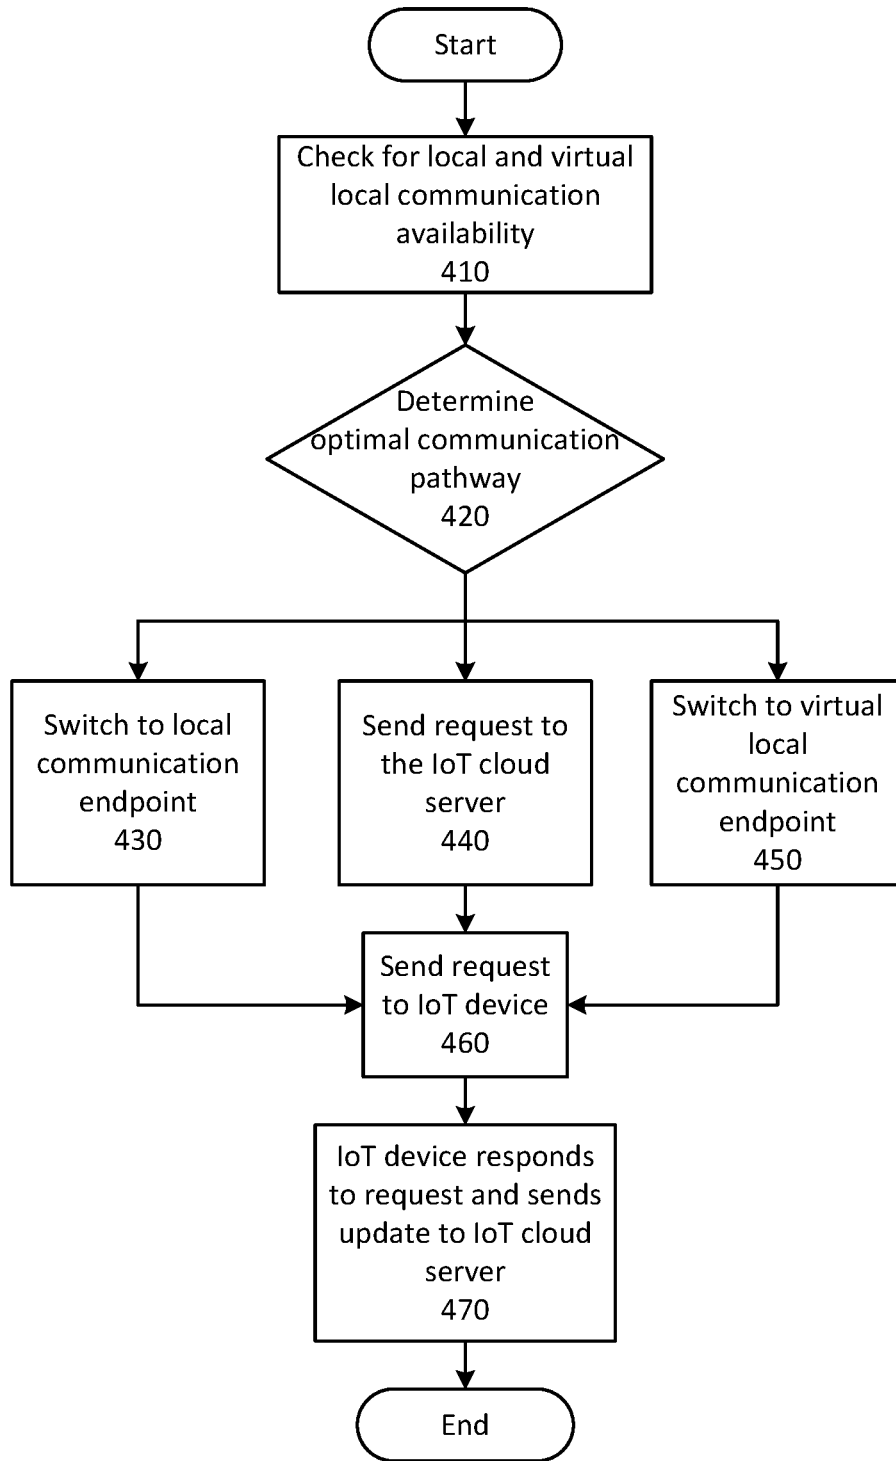 Start
Check for local and virtual
local communication
availability
410
Determine
optimal communication
pathway
420
Switch to local
communication
endpoint
430
Send request to
the IoT cloud
server
440
Switch to virtual
local
communication
endpoint
450
Send request
to IoT device
460
IoT device responds
to request and sends
update to IoT cloud
server
470
End